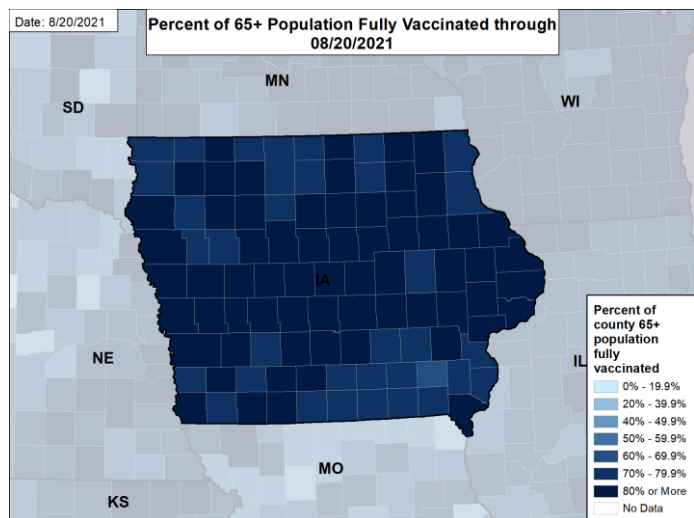 Date: 8/20/2021
Percent of 65+ Population Fully Vaccinated through
08/20/2021
MN
SD
WI
IA
NE
IL
MO
KS
Percent of
county 65+
population
fully
vaccinated
0% - 19.9%
20% - 39.9%
40% - 49.9%
50% - 59.9%
60% - 69.9%
70% - 79.9%
80% or More
No Data